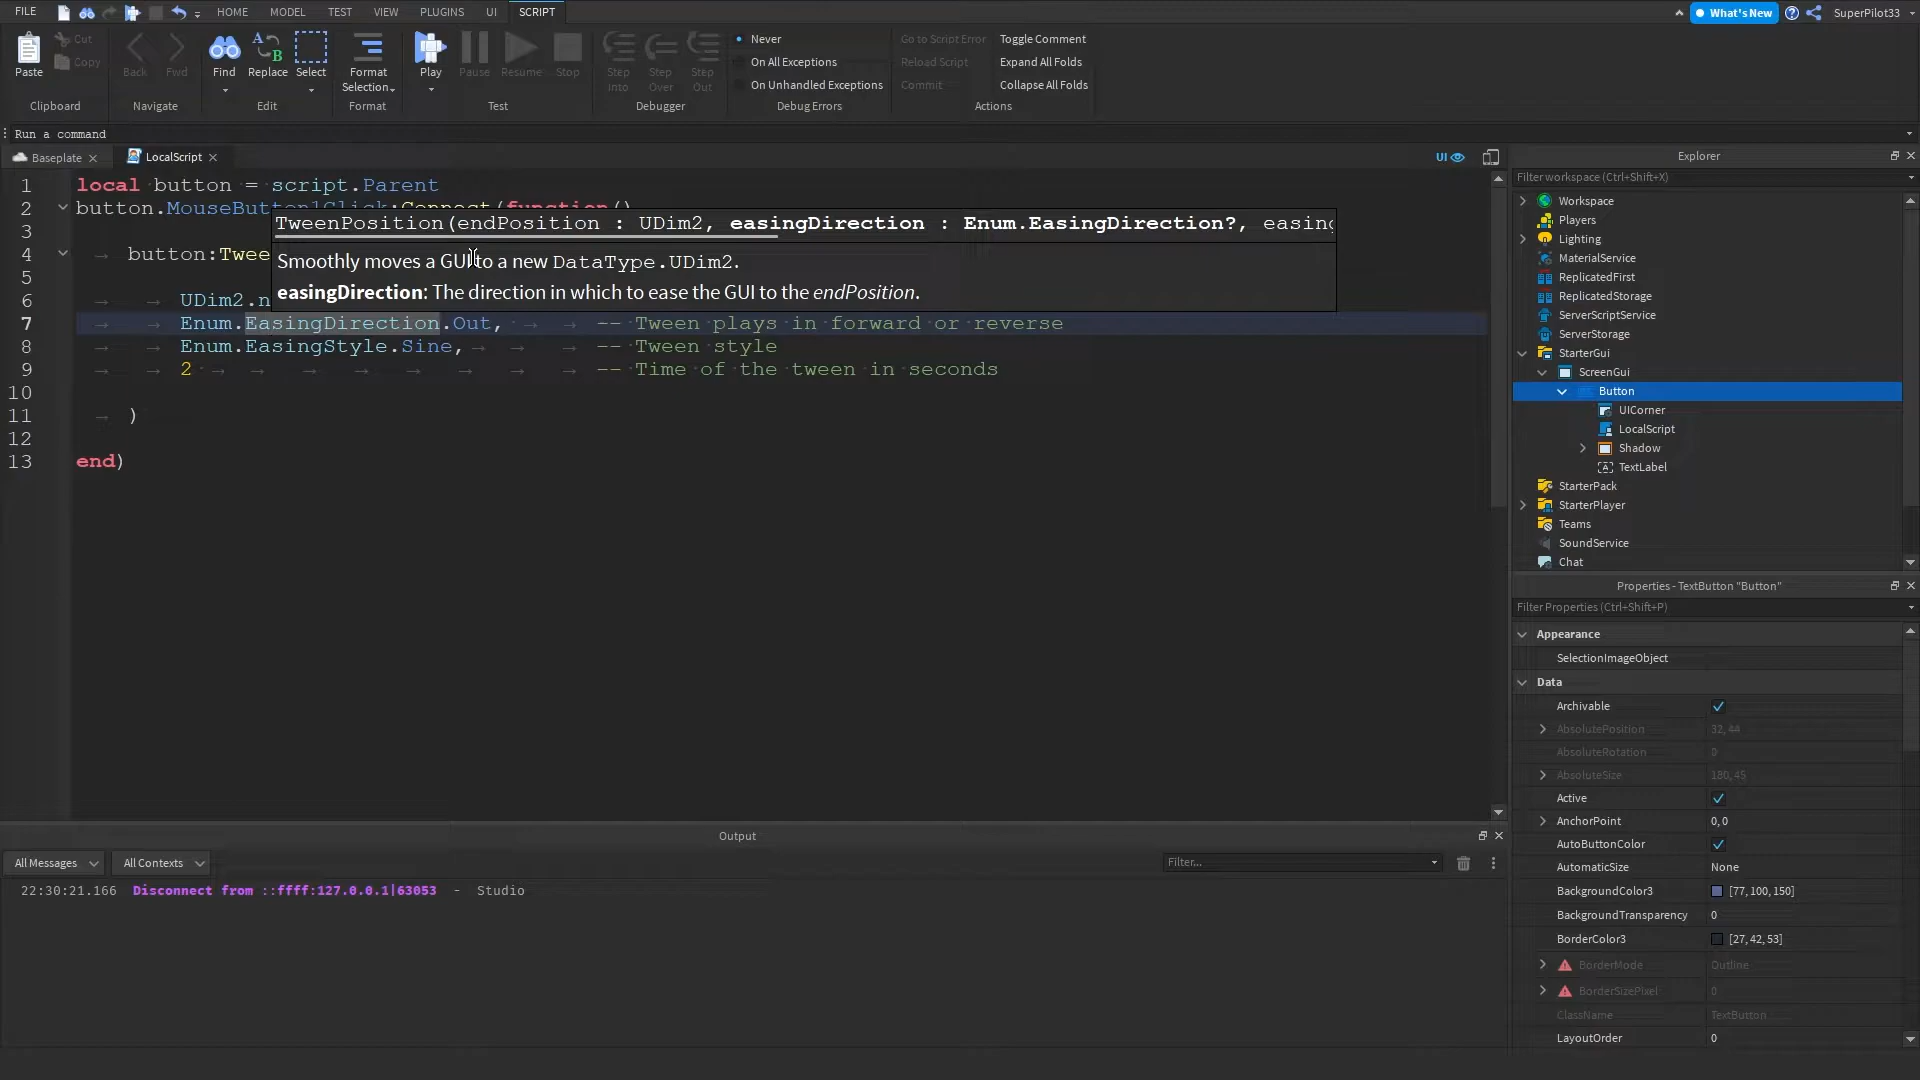 FILE HOME MODEL TEST VIEW PLUGINS UI SCRIPT What's New SuperPilot33
Paste Cut Copy Back Fwd Find Replace Select Format Selection Play Pause Resume Stop Step Into Step Over Step Out
Never
On All Exceptions
On Unhandled Exceptions
Go to Script Error
Reload Script
Commit
Toggle Comment
Expand All Folds
Collapse All Folds
Clipboard Navigate Edit Format Test Debugger Debug Errors Actions
Run a command
Baseplate LocalScript UI
1 local button = script.Parent
2 button.MouseButton1Click:Connect(function()
TweenPosition(endPosition : UDim2, easingDirection : Enum.EasingDirection?, easing
Smoothly moves a GUI to a new DataType.UDim2.
easingDirection: The direction in which to ease the GUI to the endPosition.
3
4 button:Twee
5
6 UDim2.n
7 Enum.EasingDirection.Out, -- Tween plays in forward or reverse
8 Enum.EasingStyle.Sine, -- Tween style
9 2 -- Time of the tween in seconds
10
11 )
12
13 end)
Output
All Messages All Contexts Filter...
22:30:21.166 Disconnect from ::ffff:127.0.0.1|63053 - Studio
Explorer
Filter workspace (Ctrl+Shift+X)
Workspace
Players
Lighting
MaterialService
ReplicatedFirst
ReplicatedStorage
ServerScriptService
ServerStorage
StarterGui
ScreenGui
Button
UICorner
LocalScript
Shadow
TextLabel
StarterPack
StarterPlayer
Teams
SoundService
Chat
Properties - TextButton "Button"
Filter Properties (Ctrl+Shift+P)
Appearance
SelectionImageObject
Data
Archivable
AbsolutePosition 32, 44
AbsoluteRotation 0
AbsoluteSize 180, 45
Active
AnchorPoint 0, 0
AutoButtonColor
AutomaticSize None
BackgroundColor3 [77, 100, 150]
BackgroundTransparency 0
BorderColor3 [27, 42, 53]
BorderMode Outline
BorderSizePixel 0
ClassName TextButton
LayoutOrder 0